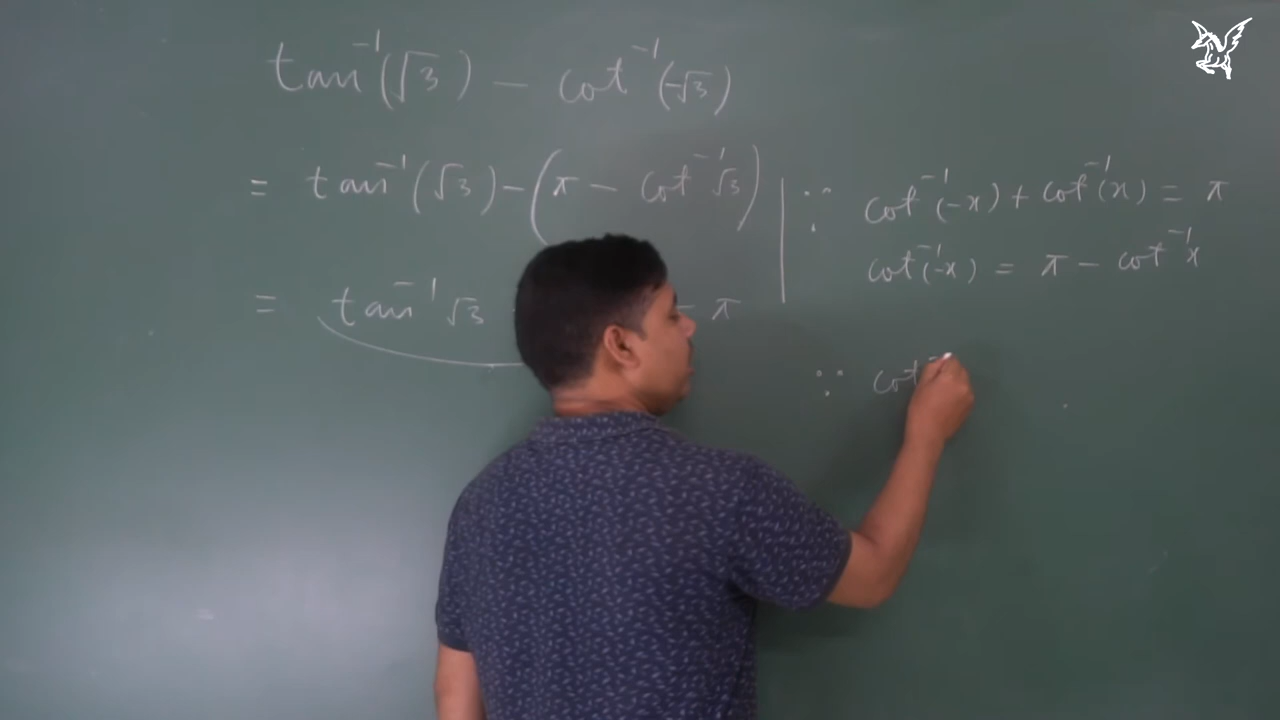 tan⁻¹(√3) − cot⁻¹(−√3)
= tan⁻¹(√3) − (π − cot⁻¹√3)
= tan⁻¹√3 − π
∵ cot⁻¹(−x) + cot⁻¹(x) = π
cot⁻¹(−x) = π − cot⁻¹x
∵ cot⁻